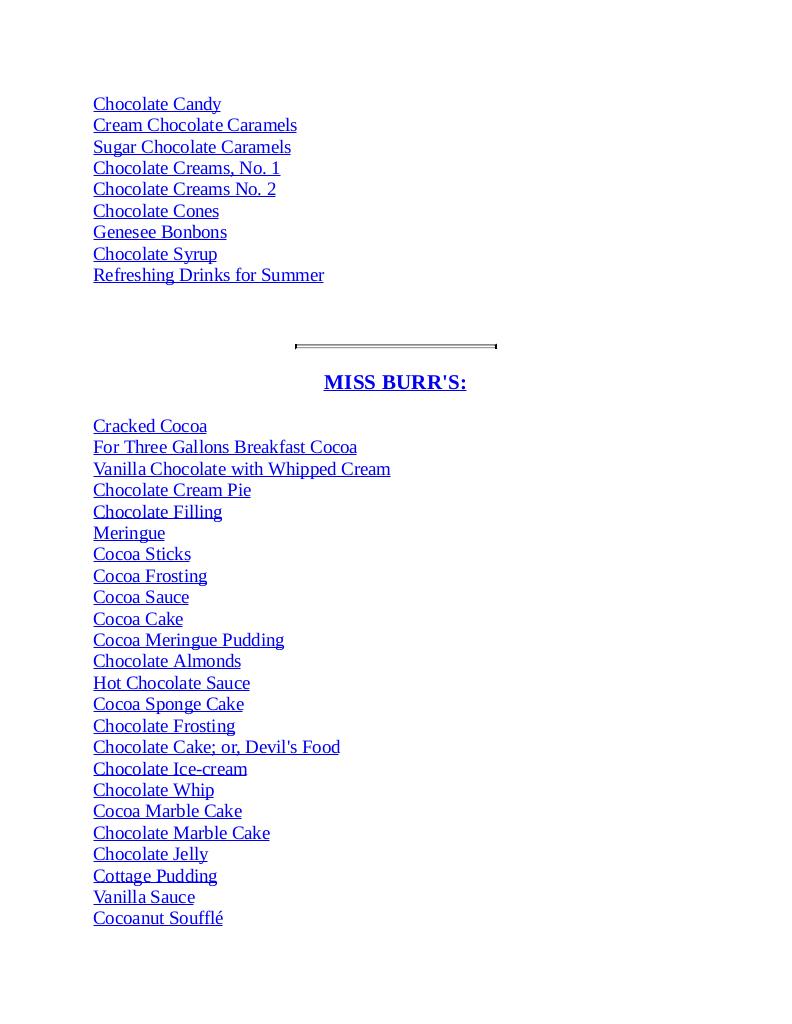 Chocolate Candy
Cream Chocolate Caramels
Sugar Chocolate Caramels
Chocolate Creams, No. 1
Chocolate Creams No. 2
Chocolate Cones
Genesee Bonbons
Chocolate Syrup
Refreshing Drinks for Summer
MISS BURR'S:
Cracked Cocoa
For Three Gallons Breakfast Cocoa
Vanilla Chocolate with Whipped Cream
Chocolate Cream Pie
Chocolate Filling
Meringue
Cocoa Sticks
Cocoa Frosting
Cocoa Sauce
Cocoa Cake
Cocoa Meringue Pudding
Chocolate Almonds
Hot Chocolate Sauce
Cocoa Sponge Cake
Chocolate Frosting
Chocolate Cake; or, Devil's Food
Chocolate Ice-cream
Chocolate Whip
Cocoa Marble Cake
Chocolate Marble Cake
Chocolate Jelly
Cottage Pudding
Vanilla Sauce
Cocoanut Soufflé